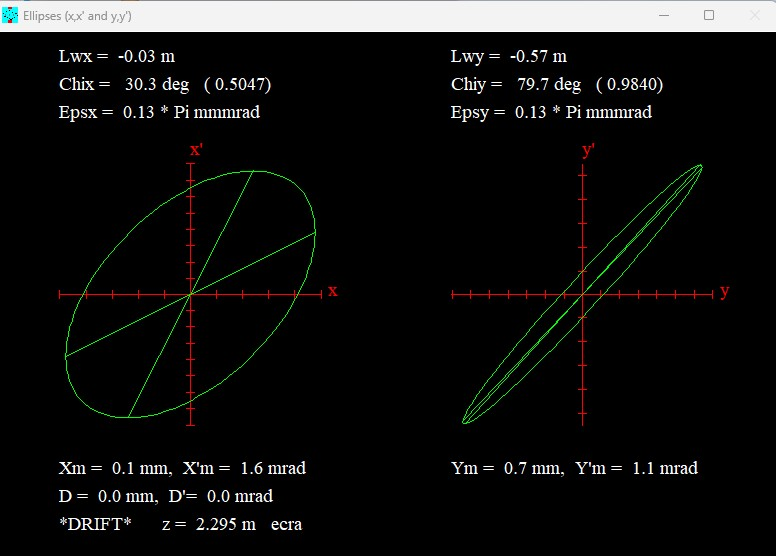 Ellipses (x,x' and y,y')
Lwx = -0.03 m
Chix = 30.3 deg ( 0.5047)
Epsx = 0.13 * Pi mmmrad
Lwy = -0.57 m
Chiy = 79.7 deg ( 0.9840)
Epsy = 0.13 * Pi mmmrad
x'
x
y'
y
Xm = 0.1 mm, X'm = 1.6 mrad
D = 0.0 mm, D'= 0.0 mrad
*DRIFT* z = 2.295 m ecra
Ym = 0.7 mm, Y'm = 1.1 mrad